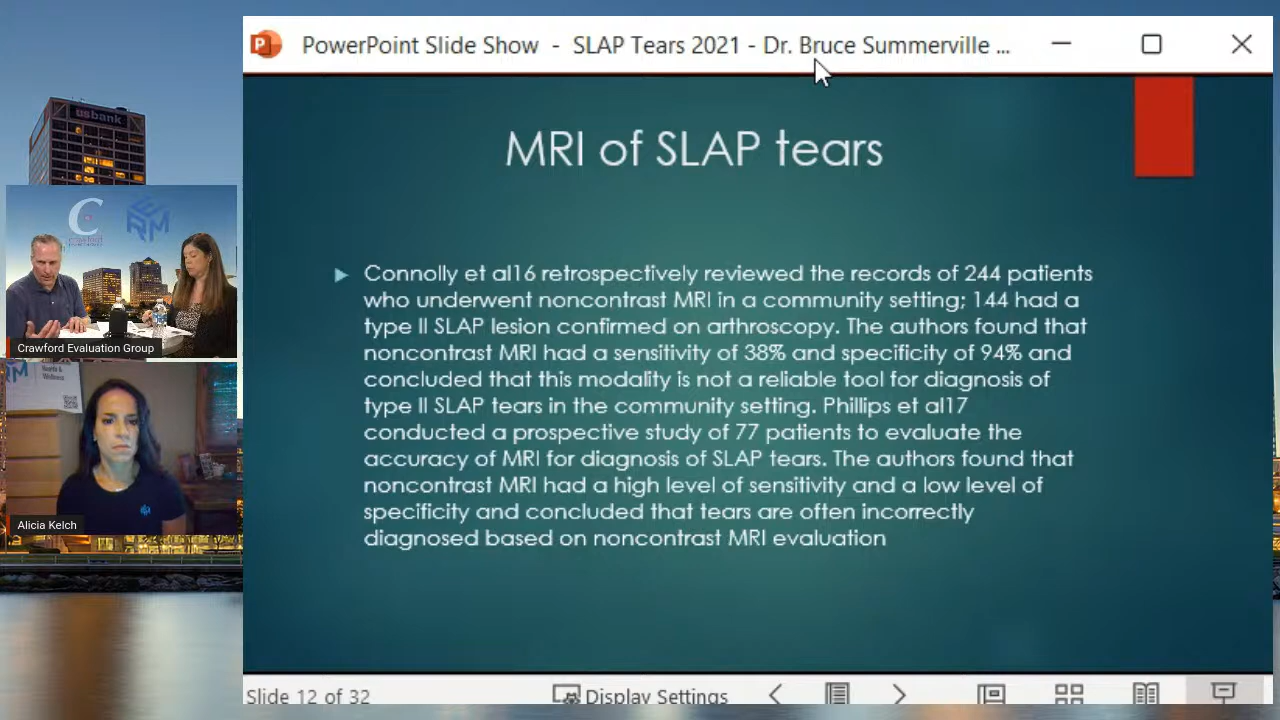 PowerPoint Slide Show - SLAP Tears 2021 - Dr. Bruce Summerville ...
MRI of SLAP tears
Connolly et al16 retrospectively reviewed the records of 244 patients
who underwent noncontrast MRI in a community setting; 144 had a
type II SLAP lesion confirmed on arthroscopy. The authors found that
noncontrast MRI had a sensitivity of 38% and specificity of 94% and
concluded that this modality is not a reliable tool for diagnosis of
type II SLAP tears in the community setting. Phillips et al17
conducted a prospective study of 77 patients to evaluate the
accuracy of MRI for diagnosis of SLAP tears. The authors found that
noncontrast MRI had a high level of sensitivity and a low level of
specificity and concluded that tears are often incorrectly
diagnosed based on noncontrast MRI evaluation
Slide 12 of 32
Display Settings
usbank
Crawford Evaluation Group
Health &
Wellness
Alicia Kelch